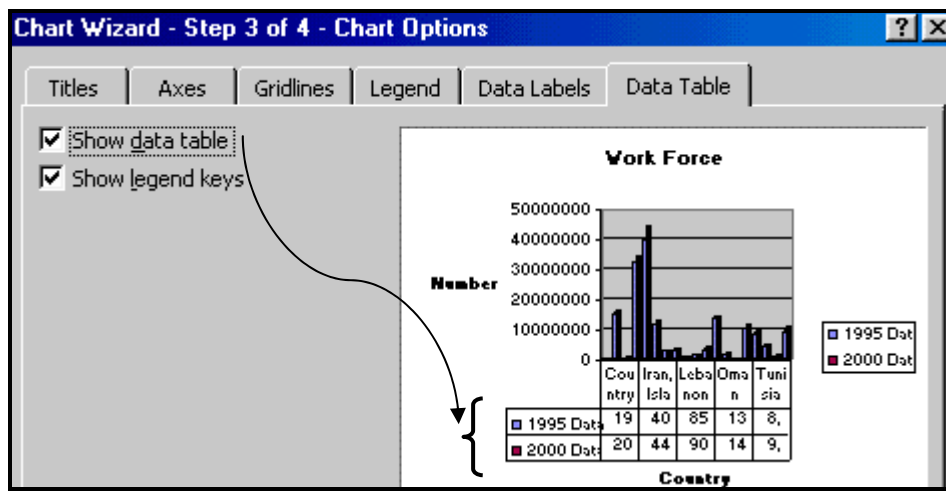 Chart Wizard - Step 3 of 4 - Chart Options
Titles Axes Gridlines Legend Data Labels Data Table
Show data table
Show legend keys
Work Force
Number
50000000
40000000
30000000
20000000
10000000
0
1995 Dat
2000 Dat
Cou Iran, Leba Oma Tuni
ntry Isla non n sia
1995 Data 19 40 85 13 8,
2000 Data 20 44 90 14 9,
Country